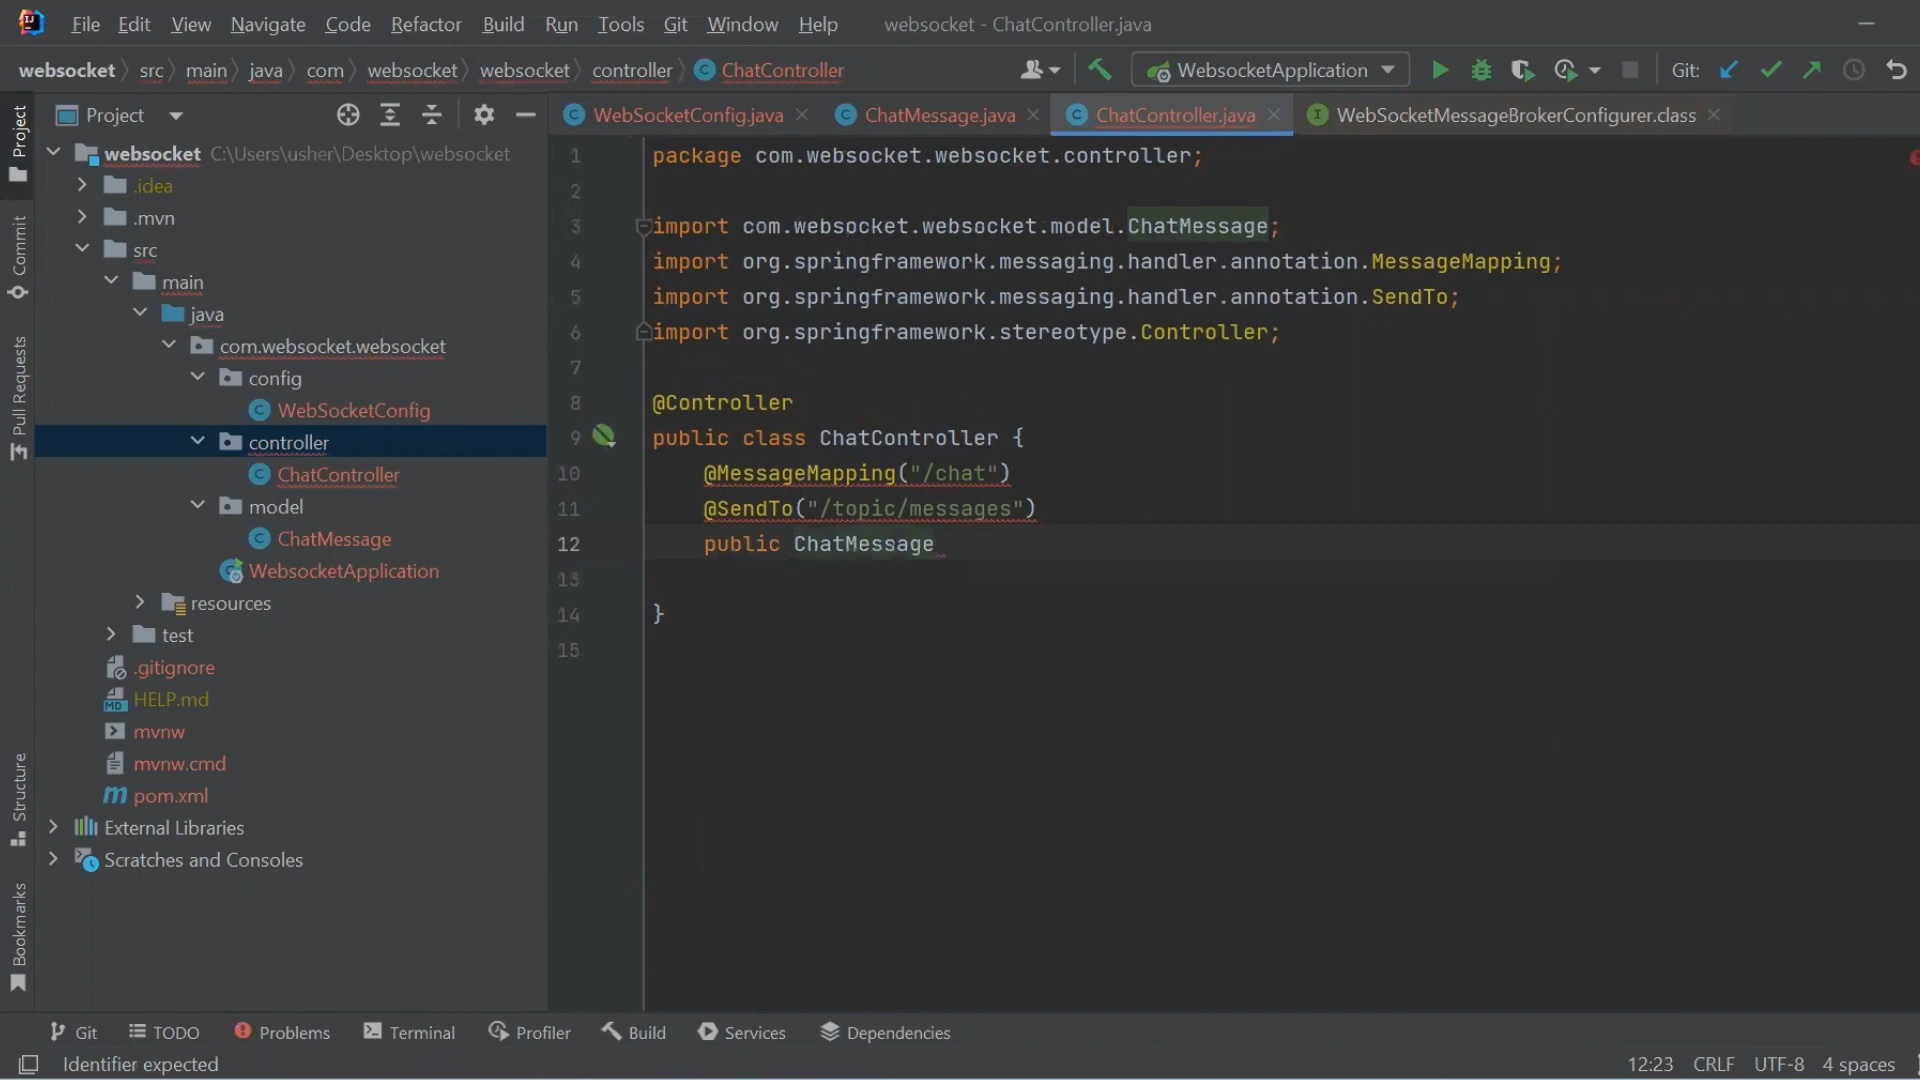 File Edit View Navigate Code Refactor Build Run Tools Git Window Help websocket - ChatController.java
websocket src main java com websocket websocket controller ChatController WebsocketApplication Git:
Project
WebSocketConfig.java ChatMessage.java ChatController.java WebSocketMessageBrokerConfigurer.class
Project
Commit
Pull Requests
Structure
Bookmarks
websocket C:\Users\usher\Desktop\websocket
.idea
.mvn
src
main
java
com.websocket.websocket
config
WebSocketConfig
controller
ChatController
model
ChatMessage
WebsocketApplication
resources
test
.gitignore
HELP.md
mvnw
mvnw.cmd
pom.xml
External Libraries
Scratches and Consoles
1 package com.websocket.websocket.controller;
2
3 import com.websocket.websocket.model.ChatMessage;
4 import org.springframework.messaging.handler.annotation.MessageMapping;
5 import org.springframework.messaging.handler.annotation.SendTo;
6 import org.springframework.stereotype.Controller;
7
8 @Controller
9 public class ChatController {
10 @MessageMapping("/chat")
11 @SendTo("/topic/messages")
12 public ChatMessage
13
14 }
15
Git TODO Problems Terminal Profiler Build Services Dependencies
Identifier expected 12:23 CRLF UTF-8 4 spaces